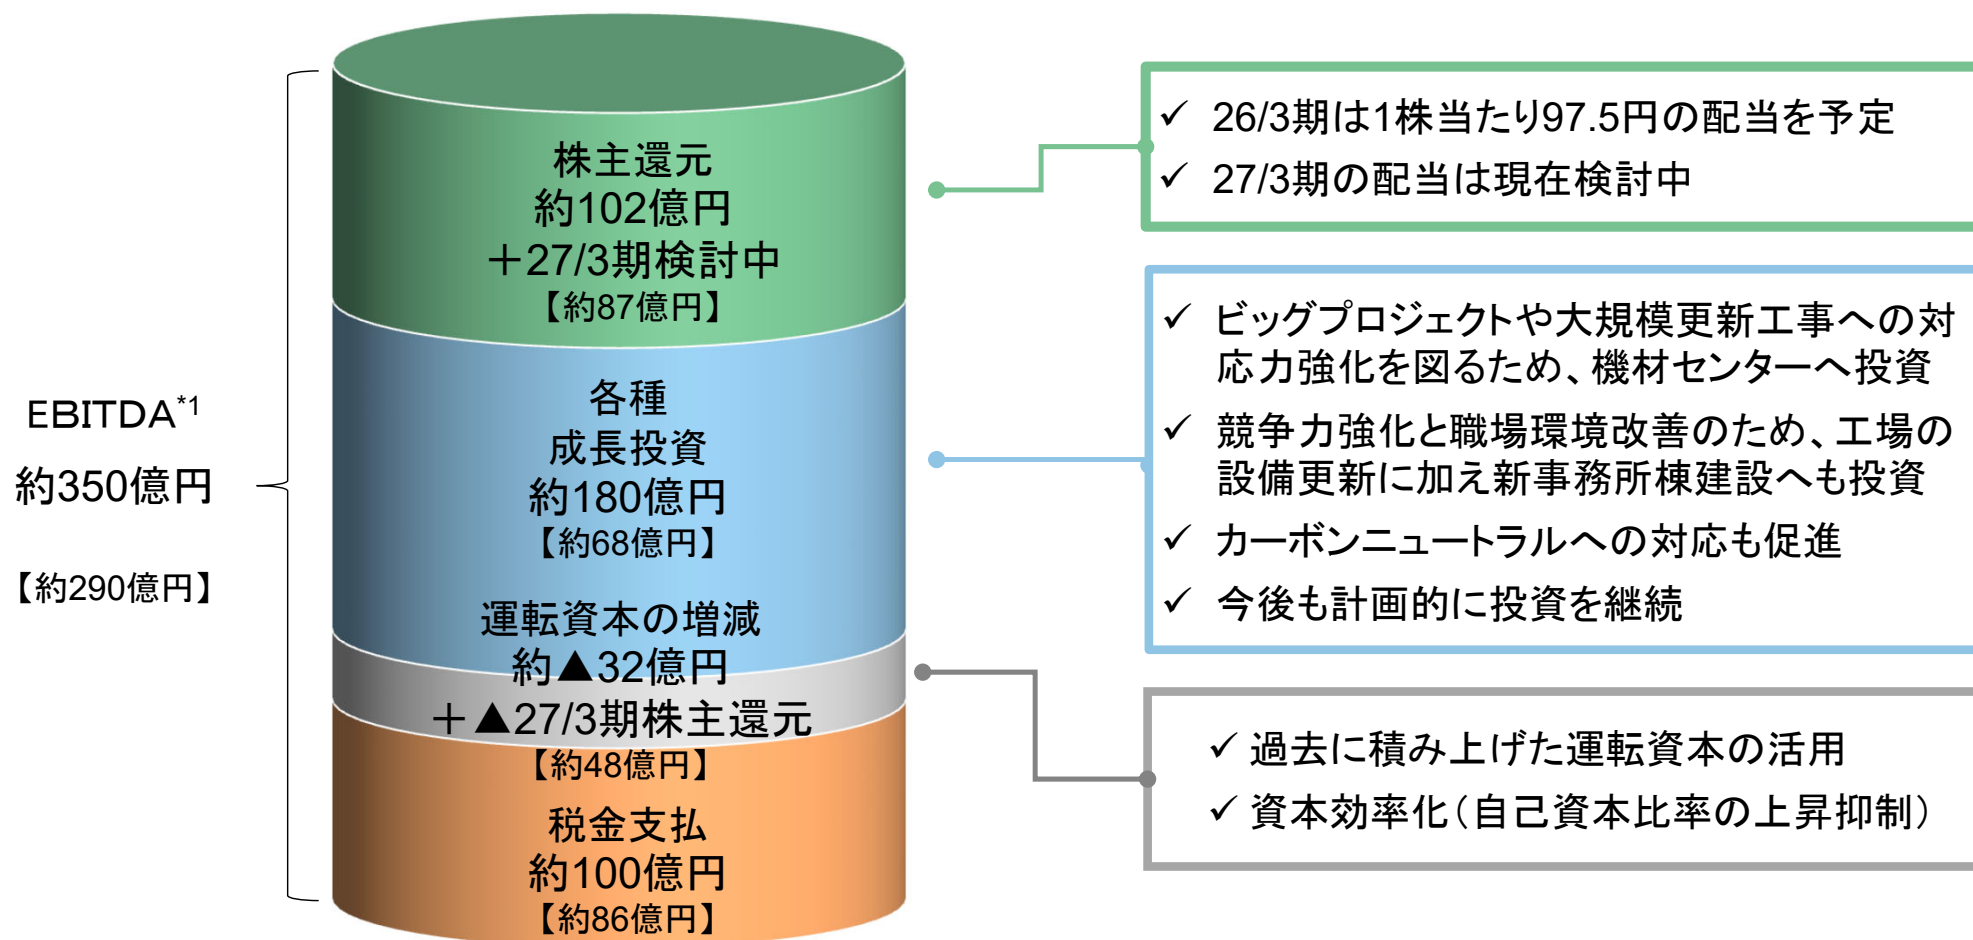 EBITDA*1
約350億円
【約290億円】
株主還元
約102億円
＋27/3期検討中
【約87億円】
各種
成長投資
約180億円
【約68億円】
運転資本の増減
約▲32億円
＋▲27/3期株主還元
【約48億円】
税金支払
約100億円
【約86億円】
✓ 26/3期は1株当たり97.5円の配当を予定
✓ 27/3期の配当は現在検討中
✓ ビッグプロジェクトや大規模更新工事への対
応力強化を図るため、機材センターへ投資
✓ 競争力強化と職場環境改善のため、工場の
設備更新に加え新事務所棟建設へも投資
✓ カーボンニュートラルへの対応も促進
✓ 今後も計画的に投資を継続
✓ 過去に積み上げた運転資本の活用
✓ 資本効率化（自己資本比率の上昇抑制）